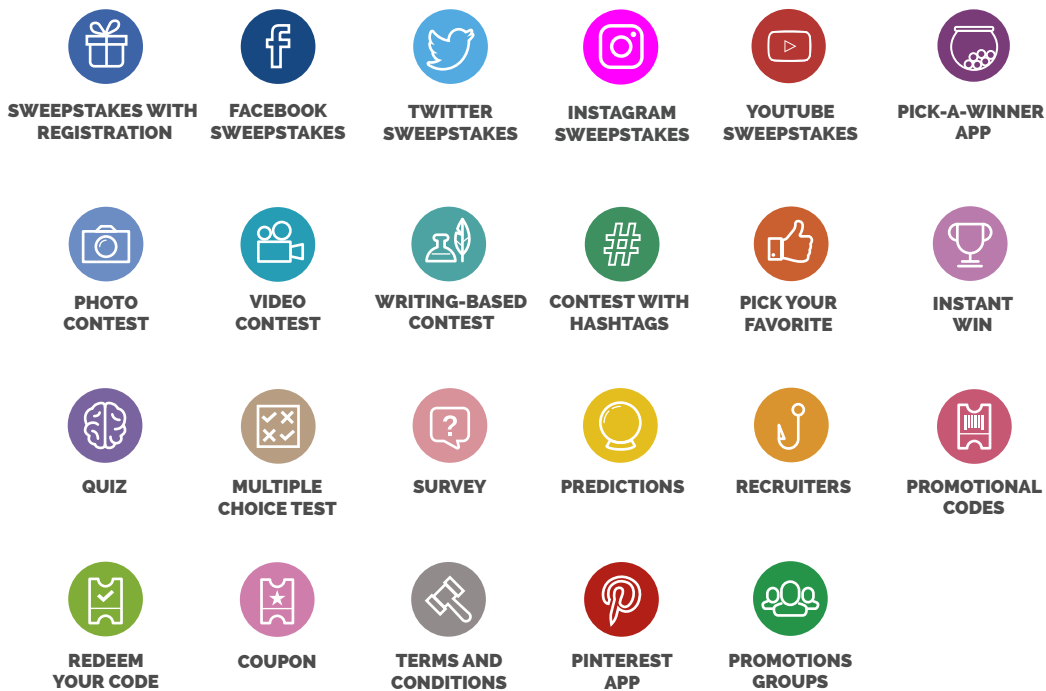 SWEEPSTAKES WITH
REGISTRATION
FACEBOOK
SWEEPSTAKES
TWITTER
SWEEPSTAKES
INSTAGRAM
SWEEPSTAKES
YOUTUBE
SWEEPSTAKES
PICK-A-WINNER
APP
PHOTO
CONTEST
VIDEO
CONTEST
WRITING-BASED
CONTEST
CONTEST WITH
HASHTAGS
PICK YOUR
FAVORITE
INSTANT
WIN
QUIZ
MULTIPLE
CHOICE TEST
SURVEY
PREDICTIONS
RECRUITERS
PROMOTIONAL
CODES
REDEEM
YOUR CODE
COUPON
TERMS AND
CONDITIONS
PINTEREST
APP
PROMOTIONS
GROUPS